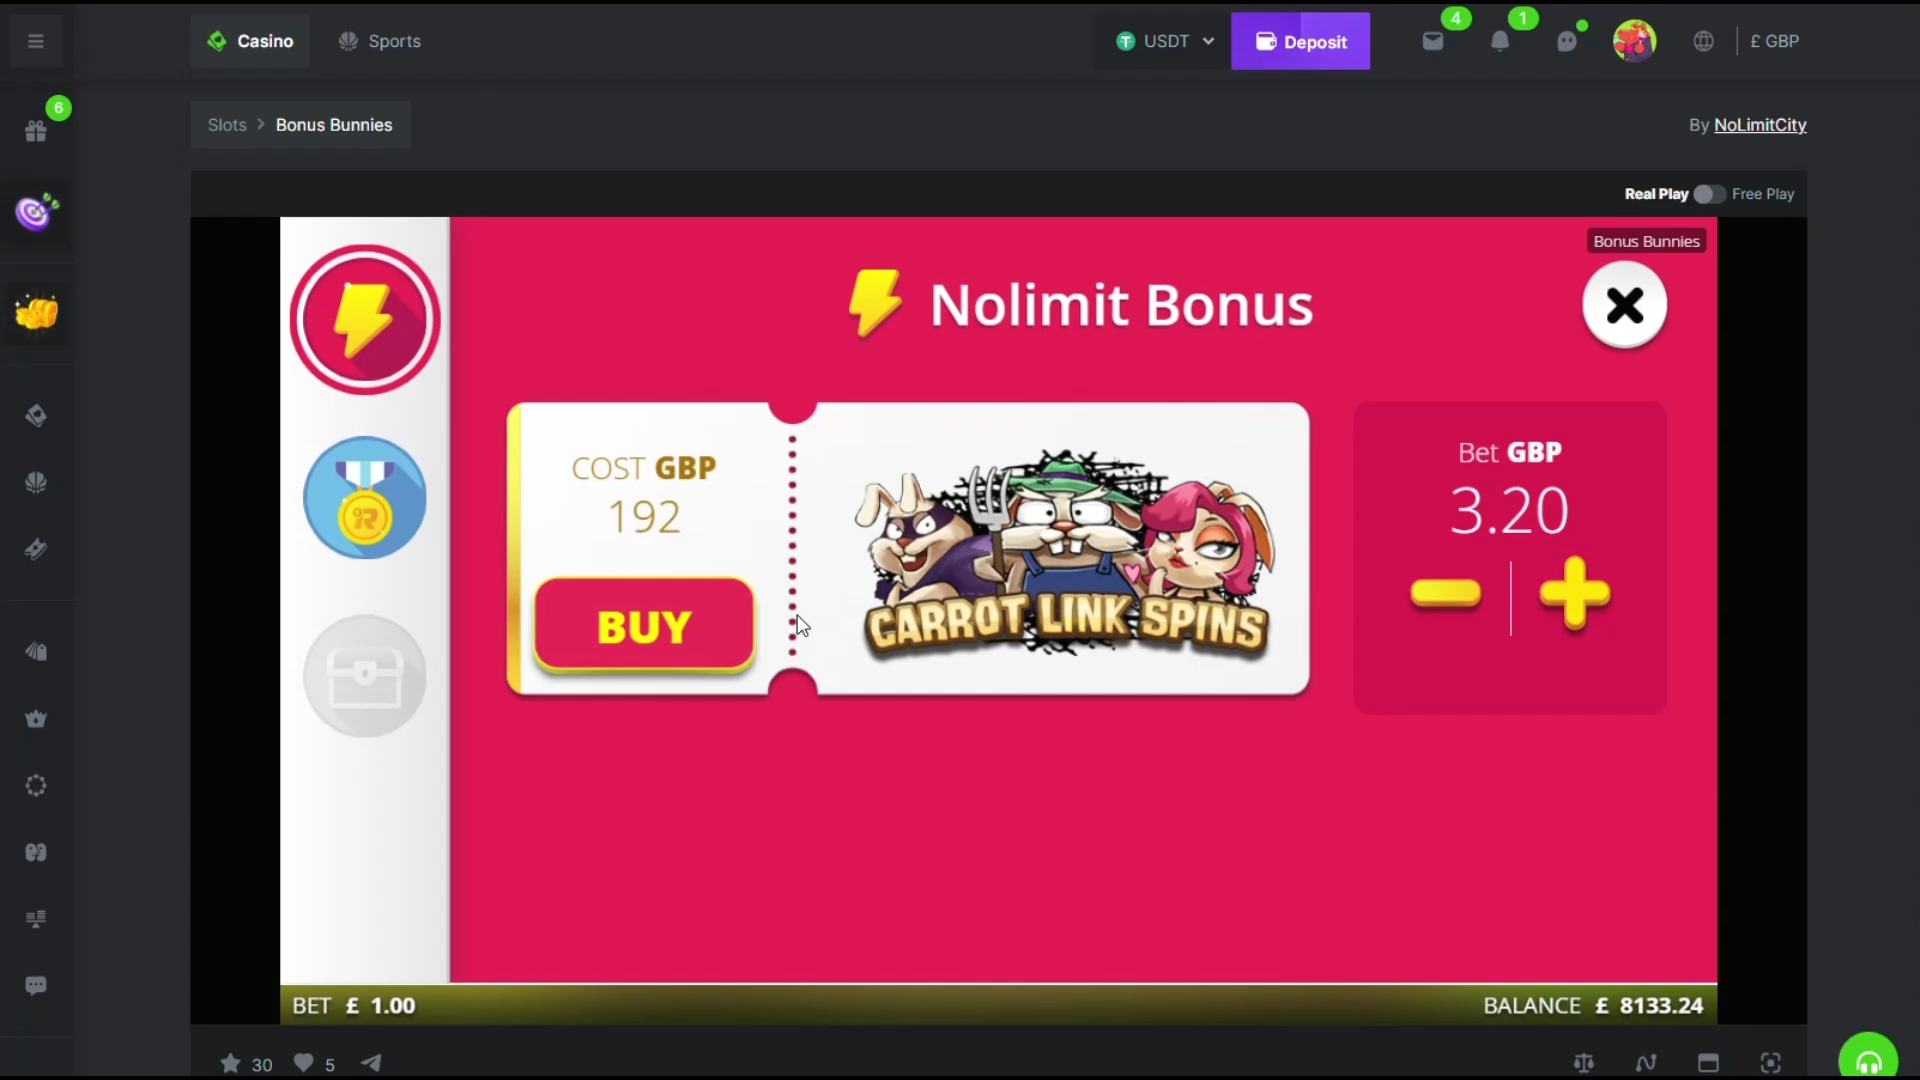 Casino
Sports
USDT
Deposit
4
1
£ GBP
6
Slots > Bonus Bunnies
By NoLimitCity
Real Play
Free Play
Bonus Bunnies
Nolimit Bonus
COST GBP
192
BUY
CARROT LINK SPINS
Bet GBP
3.20
R
BET £ 1.00
BALANCE £ 8133.24
30
5